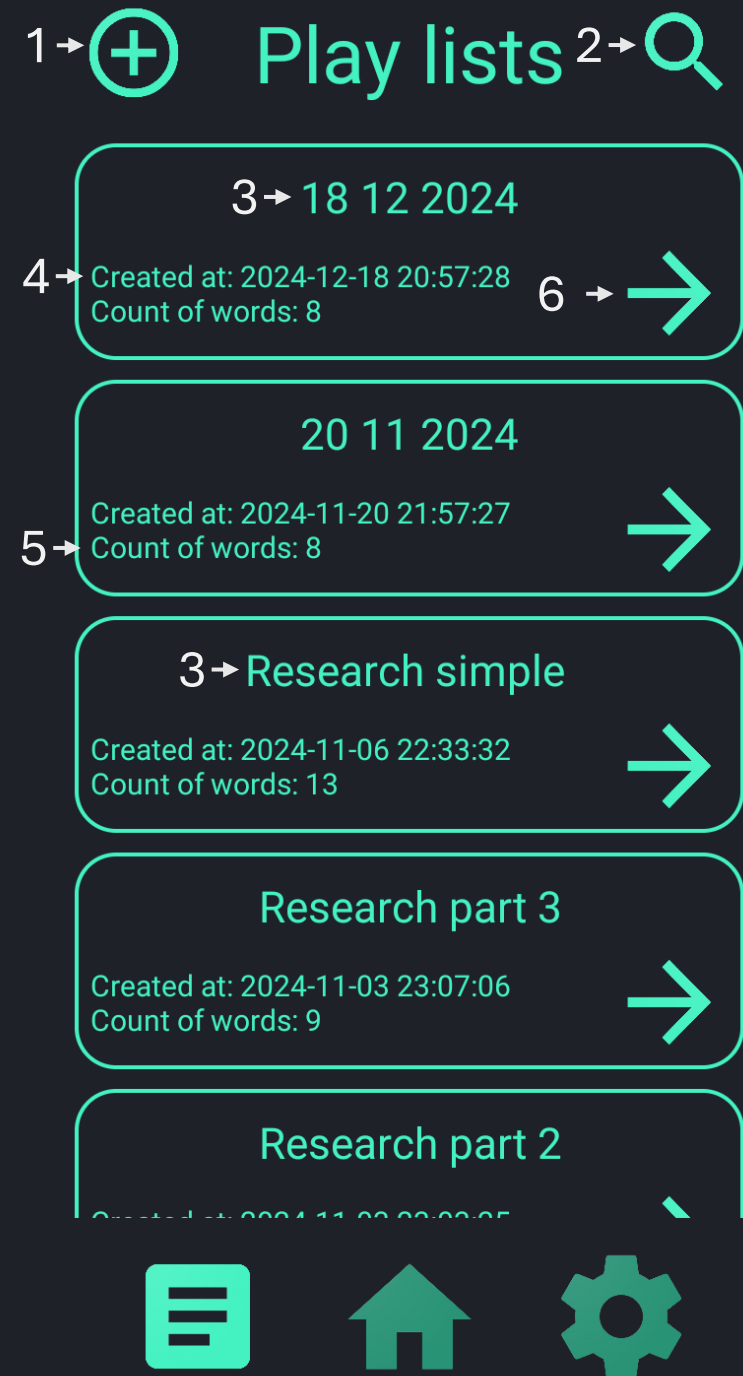 1 Play lists 2
3 18 12 2024
4 Created at: 2024-12-18 20:57:28 6
Count of words: 8
20 11 2024
Created at: 2024-11-20 21:57:27
5 Count of words: 8
3 Research simple
Created at: 2024-11-06 22:33:32
Count of words: 13
Research part 3
Created at: 2024-11-03 23:07:06
Count of words: 9
Research part 2
Created at: